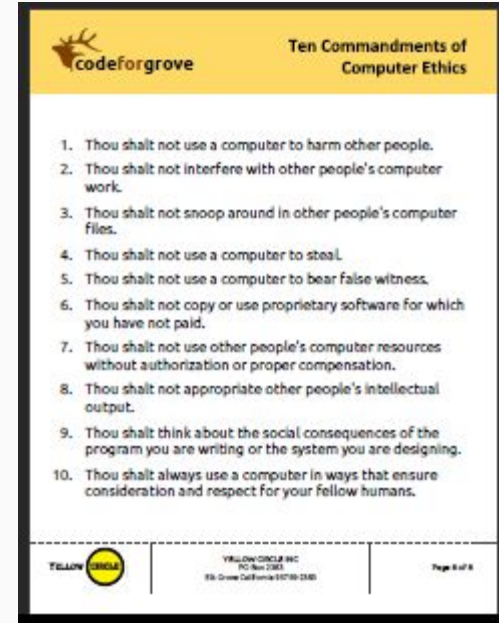 codeforgrove
Ten Commandments of
Computer Ethics
1. Thou shalt not use a computer to harm other people.
2. Thou shalt not interfere with other people's computer
work.
3. Thou shalt not snoop around in other people's computer
files.
4. Thou shalt not use a computer to steal.
5. Thou shalt not use a computer to bear false witness.
6. Thou shalt not copy or use proprietary software for which
you have not paid.
7. Thou shalt not use other people's computer resources
without authorization or proper compensation.
8. Thou shalt not appropriate other people's intellectual
output.
9. Thou shalt think about the social consequences of the
program you are writing or the system you are designing.
10. Thou shalt always use a computer in ways that ensure
consideration and respect for your fellow humans.
YELLOW CIRCLE
YELLOW CIRCLE INC
PO Box
Elk Grove California
Page of